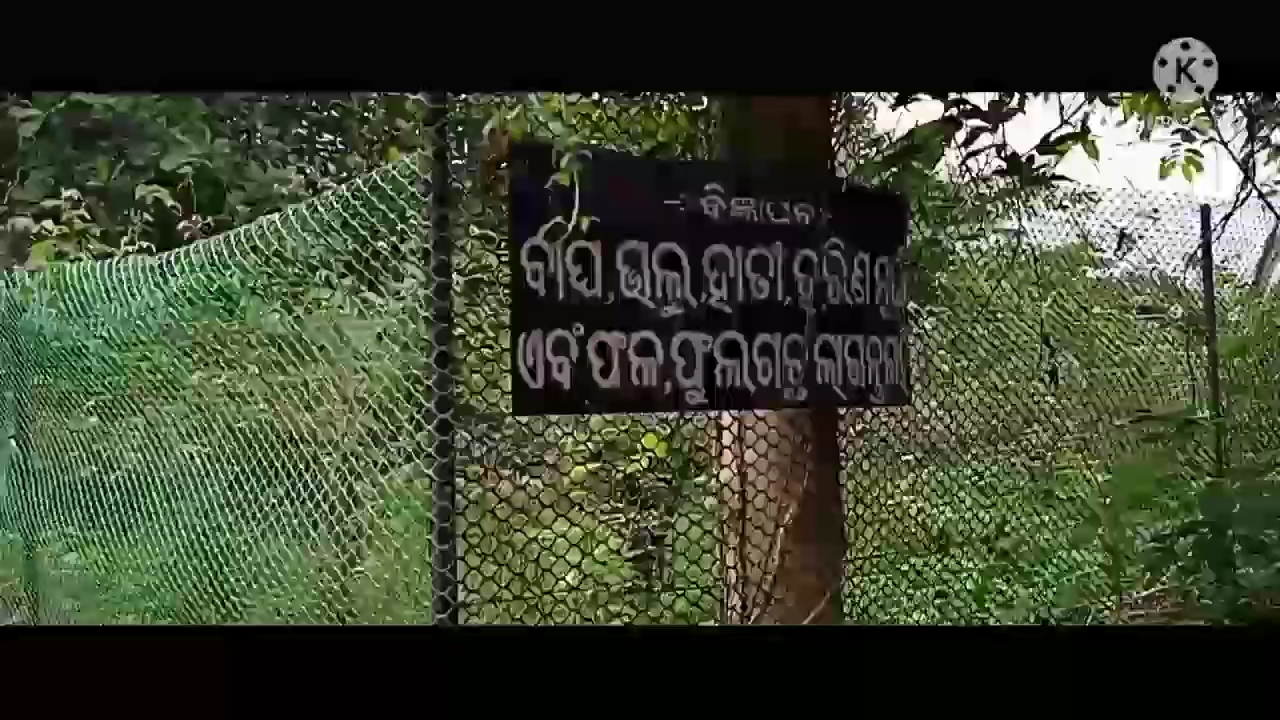 K
- ବିଜ୍ଞାପନ
ବାଘ, ଭାଲୁ, ହାତୀ, ହରିଣ
ଏବଂ ଫଳ, ଫୁଲଗଛ